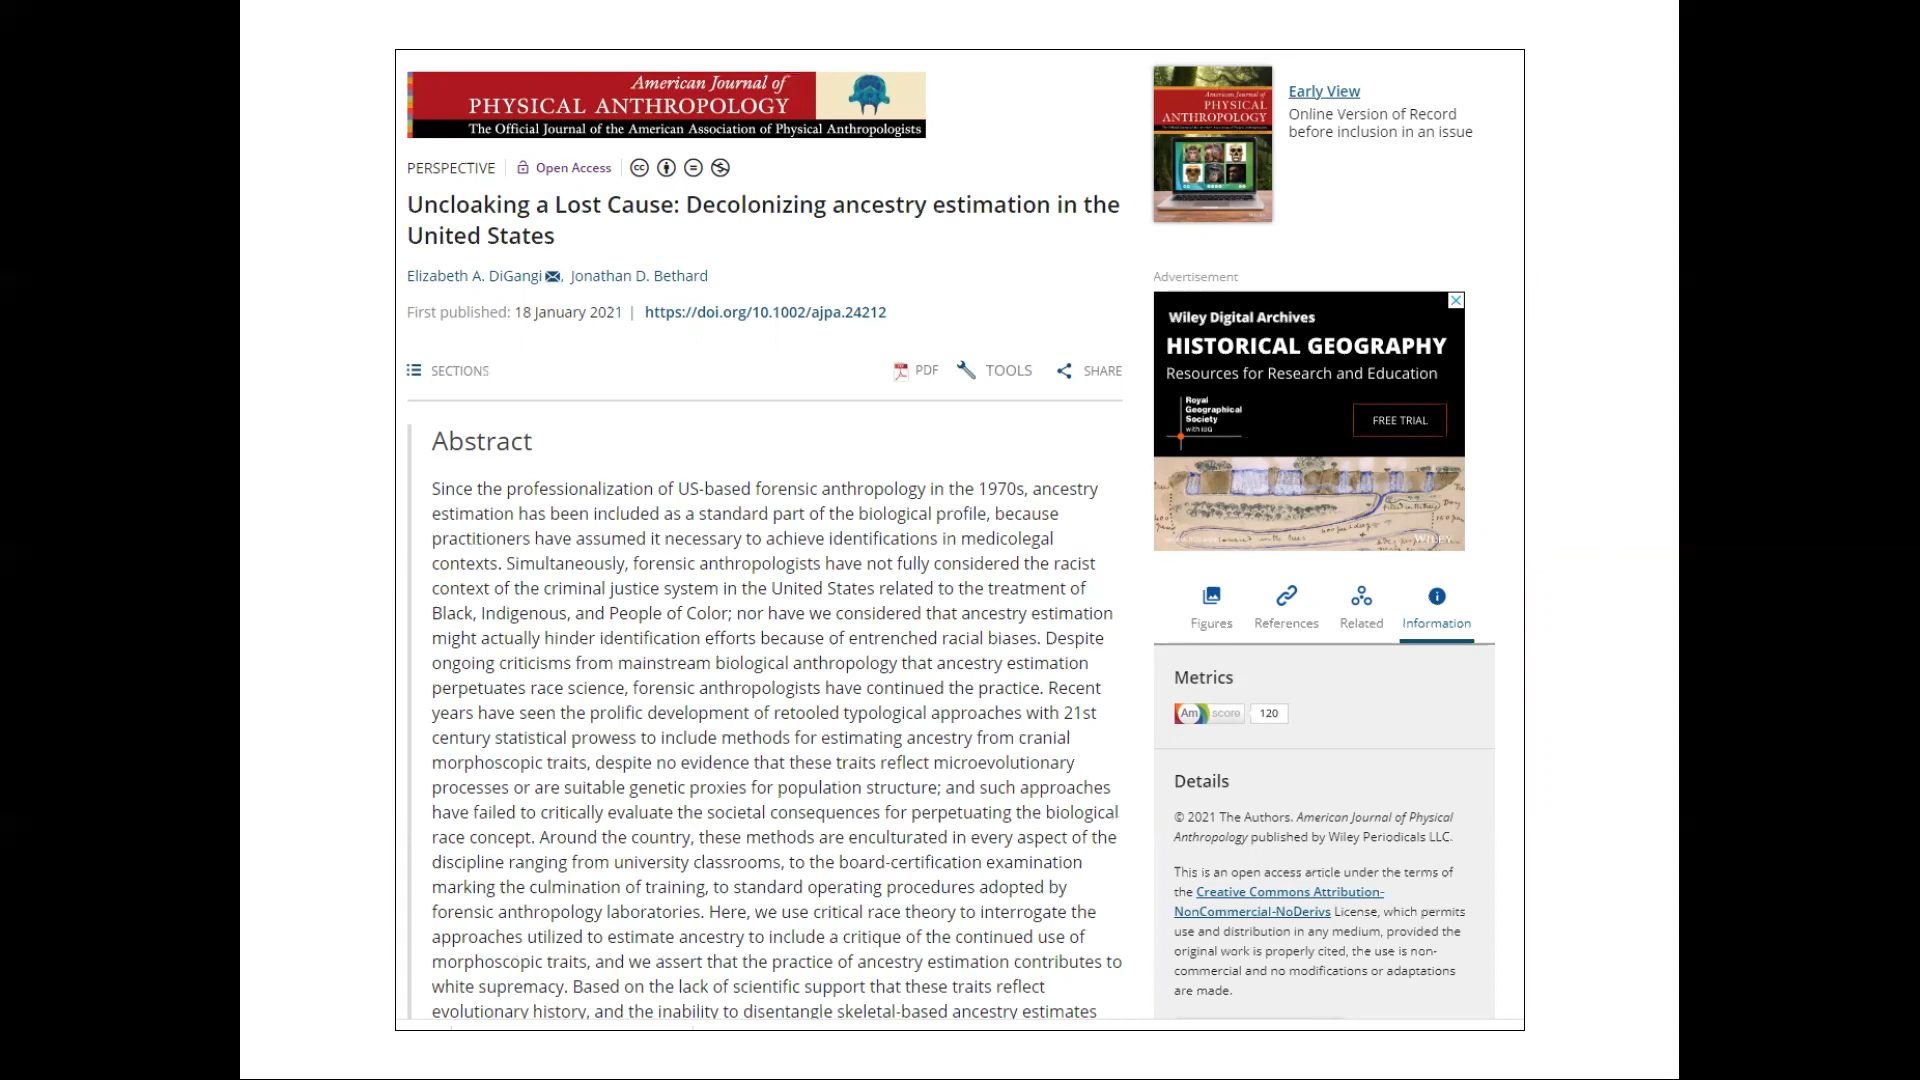 American Journal of
PHYSICAL ANTHROPOLOGY
The Official Journal of the American Association of Physical Anthropologists
PERSPECTIVE
Open Access
Uncloaking a Lost Cause: Decolonizing ancestry estimation in the
United States
Elizabeth A. DiGangi, Jonathan D. Bethard
First published: 18 January 2021 | https://doi.org/10.1002/ajpa.24212
SECTIONS
PDF
TOOLS
SHARE
Abstract
Since the professionalization of US-based forensic anthropology in the 1970s, ancestry
estimation has been included as a standard part of the biological profile, because
practitioners have assumed it necessary to achieve identifications in medicolegal
contexts. Simultaneously, forensic anthropologists have not fully considered the racist
context of the criminal justice system in the United States related to the treatment of
Black, Indigenous, and People of Color; nor have we considered that ancestry estimation
might actually hinder identification efforts because of entrenched racial biases. Despite
ongoing criticisms from mainstream biological anthropology that ancestry estimation
perpetuates race science, forensic anthropologists have continued the practice. Recent
years have seen the prolific development of retooled typological approaches with 21st
century statistical prowess to include methods for estimating ancestry from cranial
morphoscopic traits, despite no evidence that these traits reflect microevolutionary
processes or are suitable genetic proxies for population structure; and such approaches
have failed to critically evaluate the societal consequences for perpetuating the biological
race concept. Around the country, these methods are enculturated in every aspect of the
discipline ranging from university classrooms, to the board-certification examination
marking the culmination of training, to standard operating procedures adopted by
forensic anthropology laboratories. Here, we use critical race theory to interrogate the
approaches utilized to estimate ancestry to include a critique of the continued use of
morphoscopic traits, and we assert that the practice of ancestry estimation contributes to
white supremacy. Based on the lack of scientific support that these traits reflect
evolutionary history, and the inability to disentangle skeletal-based ancestry estimates
American Journal of
PHYSICAL
ANTHROPOLOGY
Early View
Online Version of Record
before inclusion in an issue
Advertisement
Wiley Digital Archives
HISTORICAL GEOGRAPHY
Resources for Research and Education
Royal
Geographical
Society
with IBG
FREE TRIAL
WILEY
Figures
References
Related
Information
Metrics
Am score 120
Details
© 2021 The Authors. American Journal of Physical
Anthropology published by Wiley Periodicals LLC.
This is an open access article under the terms of
the Creative Commons Attribution-
NonCommercial-NoDerivs License, which permits
use and distribution in any medium, provided the
original work is properly cited, the use is non-
commercial and no modifications or adaptations
are made.